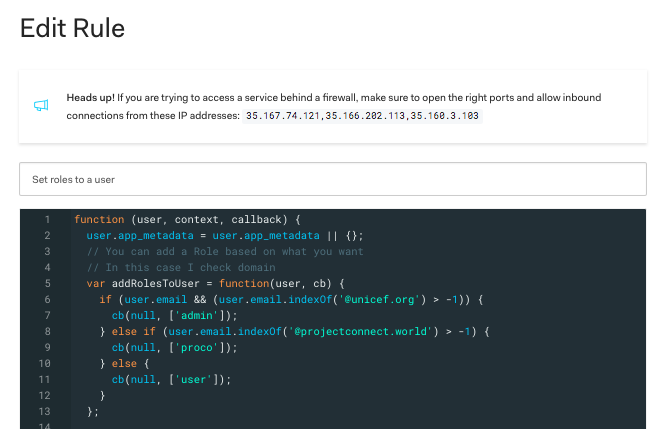 Edit Rule
Heads up! If you are trying to access a service behind a firewall, make sure to open the right ports and allow inbound
connections from these IP addresses: 35.167.74.121,35.166.202.113,35.160.3.103
Set roles to a user
1 function (user, context, callback) {
2   user.app_metadata = user.app_metadata || {};
3   // You can add a Role based on what you want
4   // In this case I check domain
5   var addRolesToUser = function(user, cb) {
6     if (user.email && (user.email.indexOf('@unicef.org') > -1)) {
7       cb(null, ['admin']);
8     } else if (user.email.indexOf('@projectconnect.world') > -1) {
9       cb(null, ['proco']);
10     } else {
11       cb(null, ['user']);
12     }
13   };
14